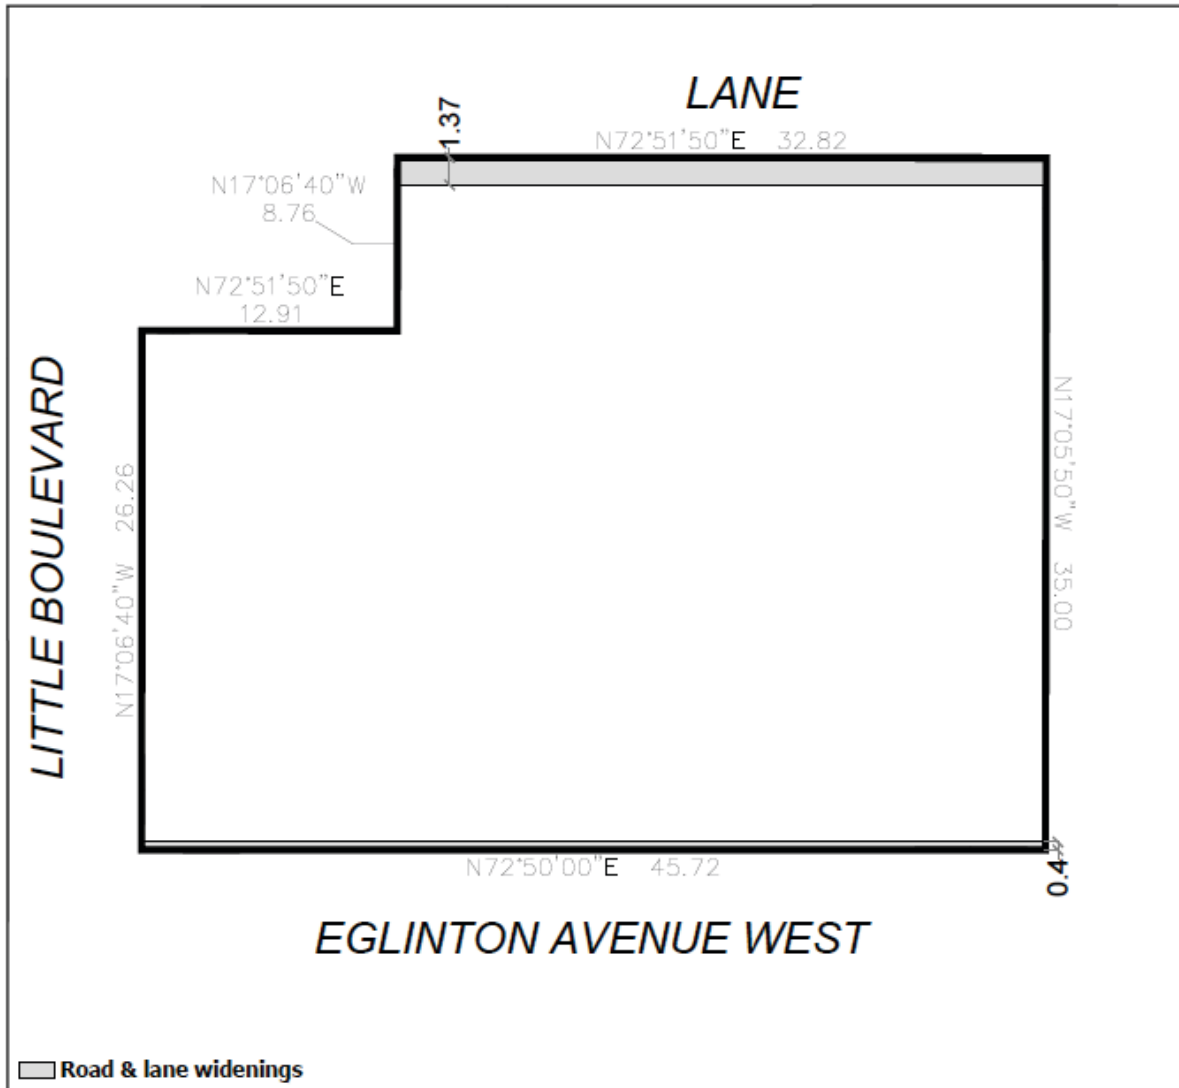 LANE
1.37
N72°51'50"E 32.82
N17°06'40"W
8.76
N72°51'50"E
12.91
LITTLE BOULEVARD
N17°06'40"W 26.26
N17°05'50"W 35.00
N72°50'00"E 45.72
0.4
EGLINTON AVENUE WEST
Road & lane widenings